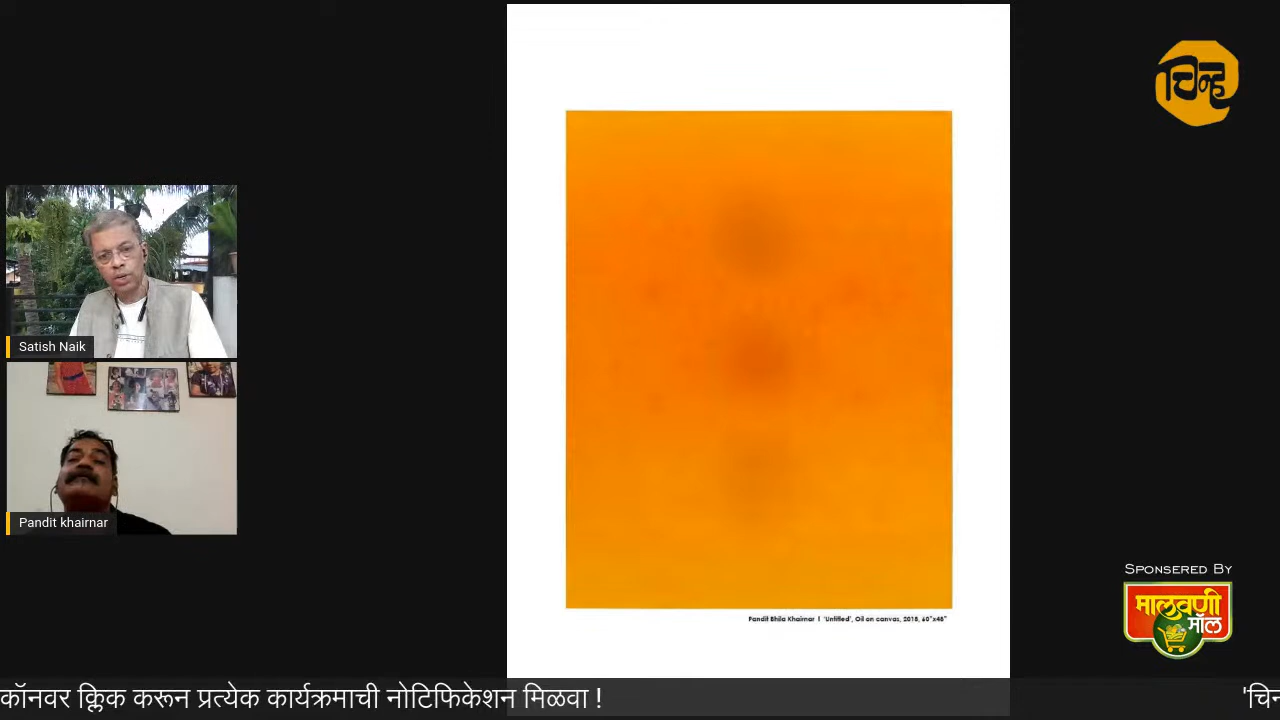 चिन्ह
Satish Naik
Pandit khairnar
Pandit Bhila Khairnar | 'Untitled', Oil on canvas, 2018, 60"x48"
SPONSERED BY
मालवणी
मॉल
कॉनवर क्लिक करून प्रत्येक कार्यक्रमाची नोटिफिकेशन मिळवा !
'चिन